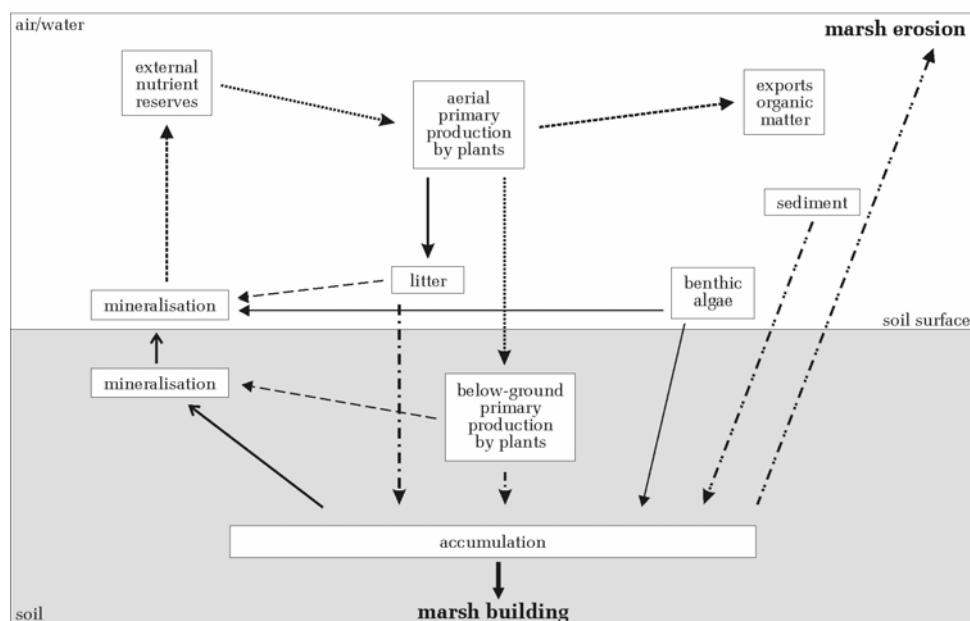 air/water
marsh erosion
external
nutrient
reserves
aerial
primary
production
by plants
exports
organic
matter
sediment
litter
benthic
algae
mineralisation
soil surface
mineralisation
below-ground
primary
production
by plants
accumulation
soil
marsh building